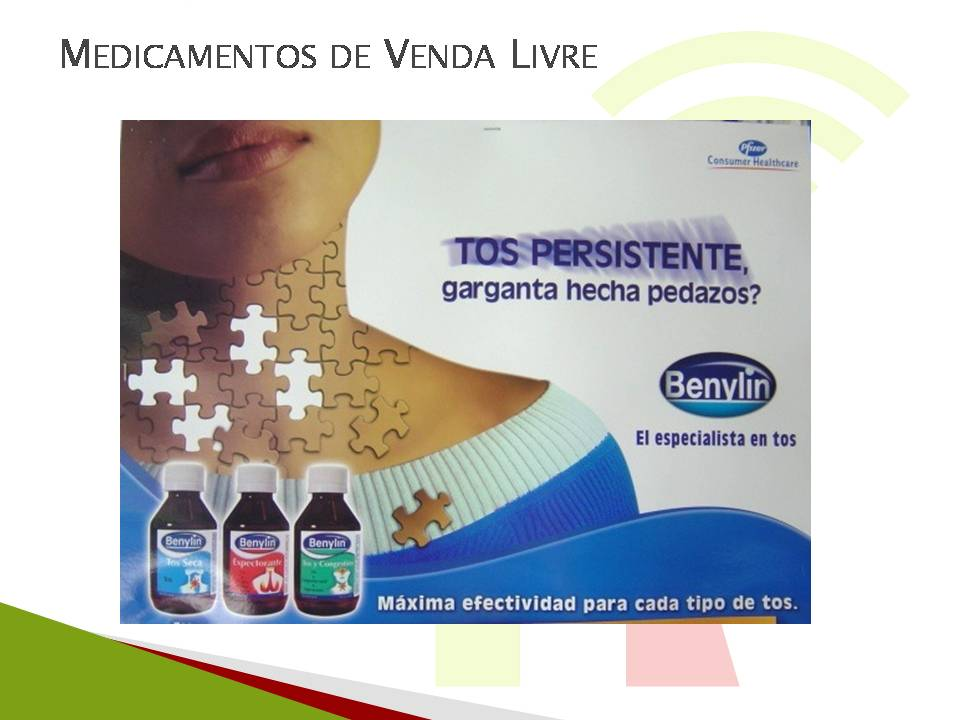 MEDICAMENTOS DE VENDA LIVRE
Pfizer
Consumer Healthcare
TOS PERSISTENTE,
garganta hecha pedazos?
Benylin
El especialista en tos
Benylin
Tos Seca
Benylin
Expectorante
Benylin
Tos y Congestión
Máxima efectividad para cada tipo de tos.